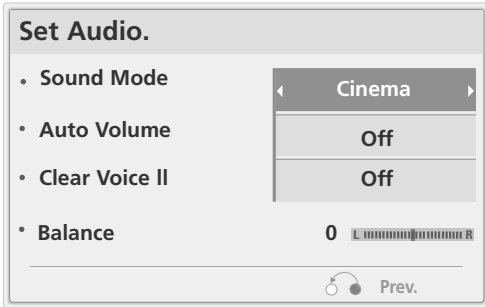 Set Audio.
• Sound Mode Cinema
• Auto Volume Off
• Clear Voice ll Off
• Balance 0 L R
Prev.